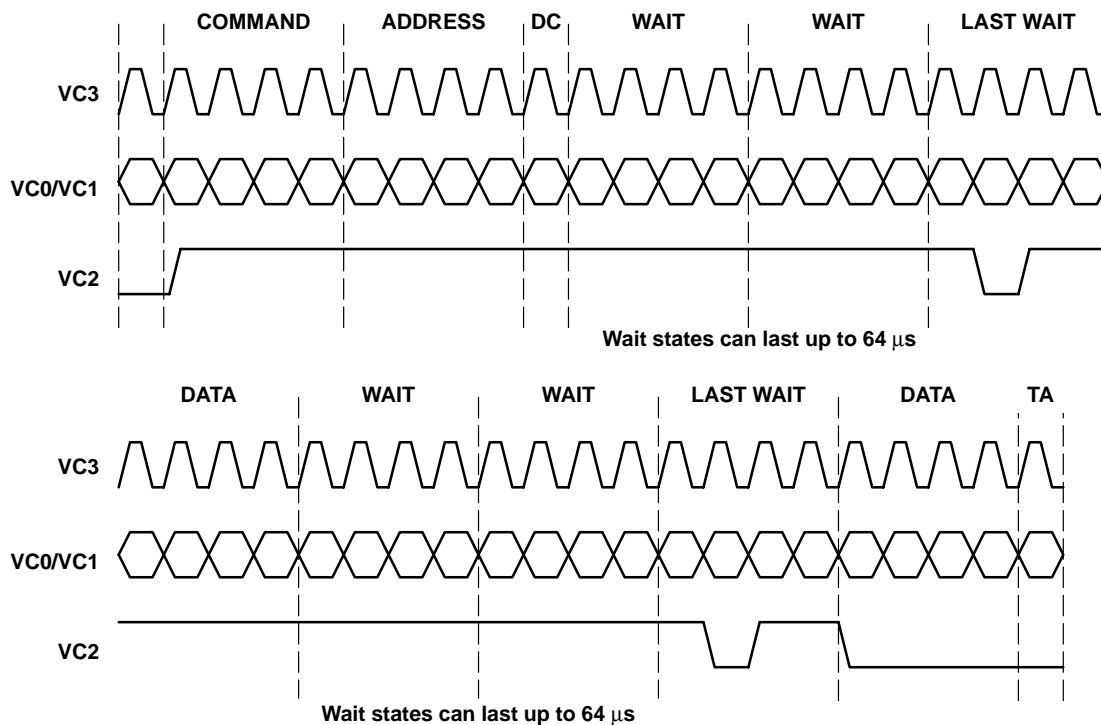 COMMAND ADDRESS DC WAIT WAIT LAST WAIT
VC3
VC0/VC1
VC2
Wait states can last up to 64 μs
DATA WAIT WAIT LAST WAIT DATA TA
VC3
VC0/VC1
VC2
Wait states can last up to 64 μs